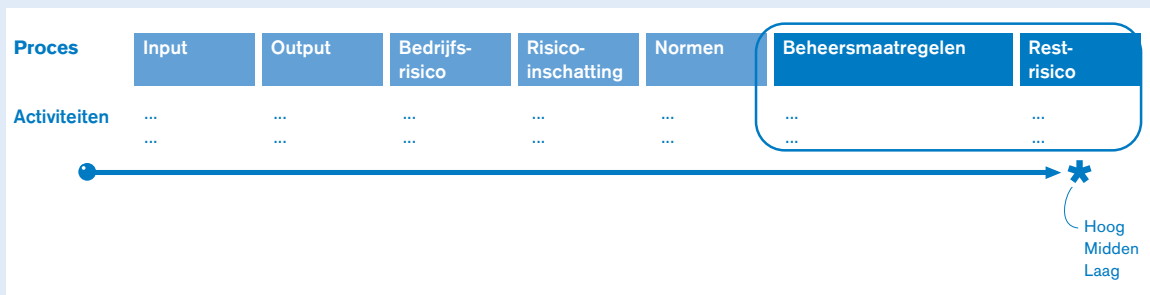 Proces Input Output Bedrijfs- Risico- Normen Beheersmaatregelen Rest-
risico inschatting risico
Activiteiten ... ... ... ... ... ... ...
... ... ... ... ... ... ...
*
Hoog
Midden
Laag